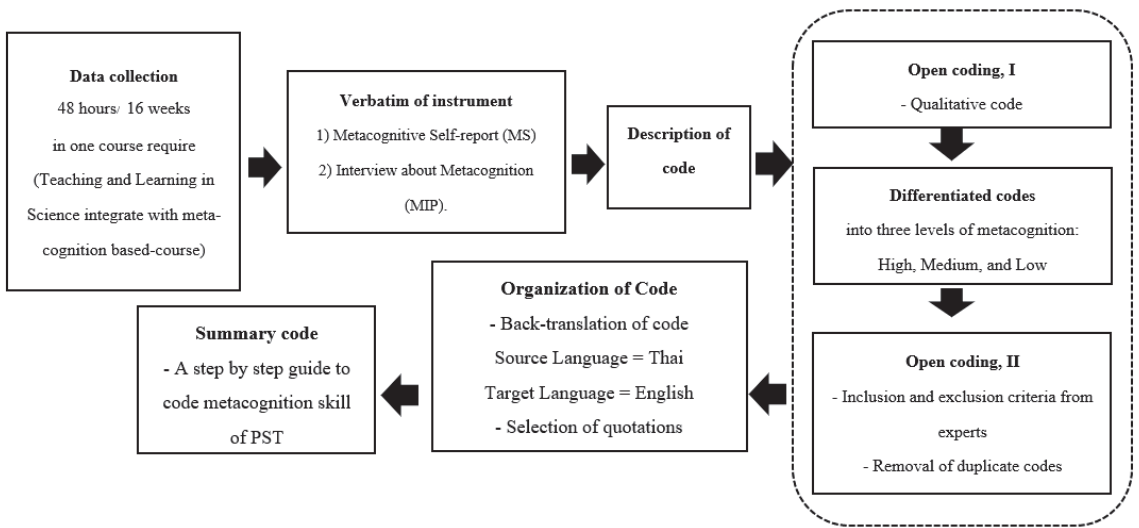 Data collection
48 hours/ 16 weeks
in one course require
(Teaching and Learning in
Science integrate with meta-
cognition based-course)
Verbatim of instrument
1) Metacognitive Self-report (MS)
2) Interview about Metacognition
(MIP).
Description of
code
Open coding, I
- Qualitative code
Differentiated codes
into three levels of metacognition:
High, Medium, and Low
Open coding, II
- Inclusion and exclusion criteria from
experts
- Removal of duplicate codes
Organization of Code
- Back-translation of code
Source Language = Thai
Target Language = English
- Selection of quotations
Summary code
- A step by step guide to
code metacognition skill
of PST